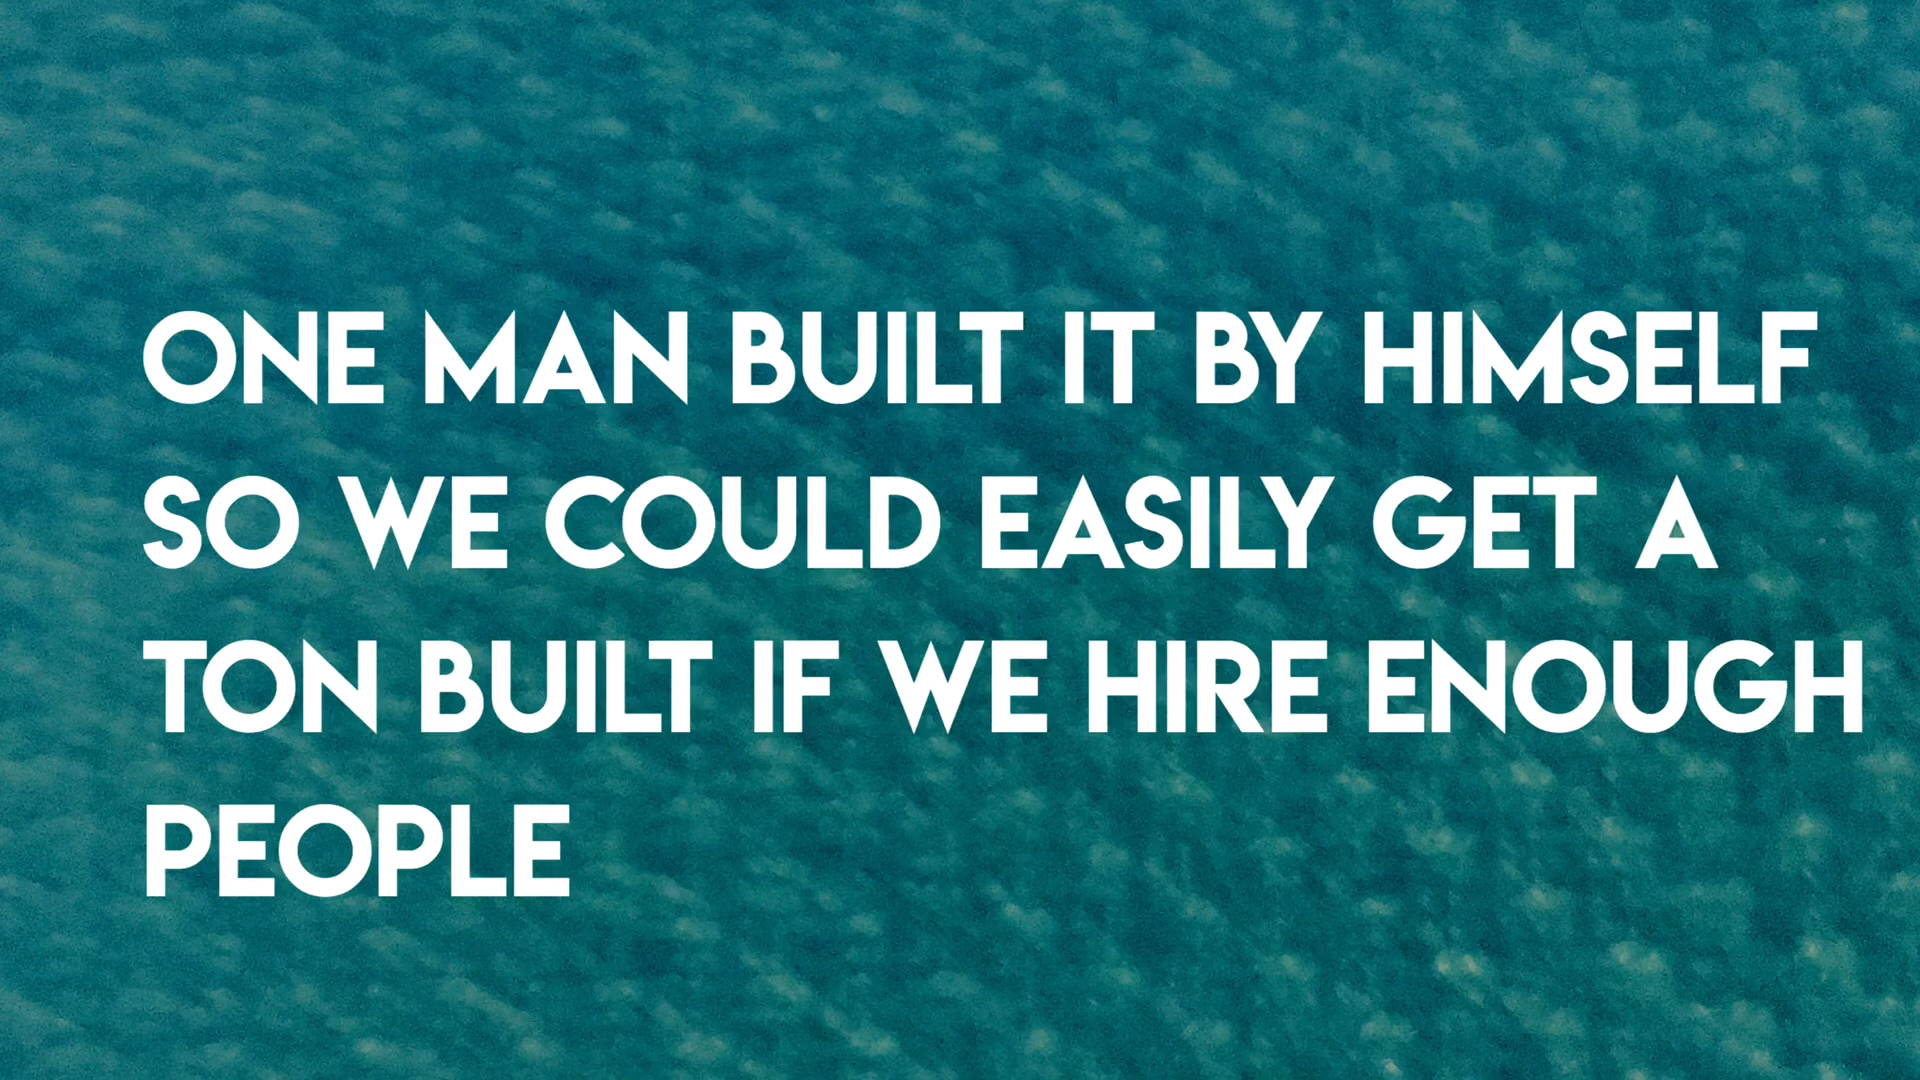 ONE MAN BUILT IT BY HIMSELF
SO WE COULD EASILY GET A
TON BUILT IF WE HIRE ENOUGH
PEOPLE